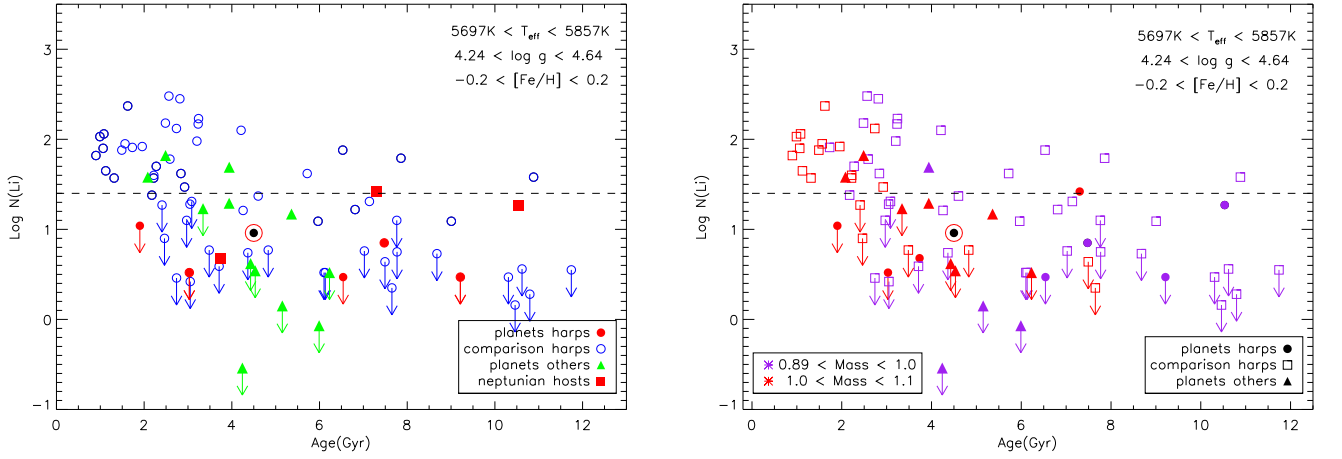 5697K < Teff < 5857K
4.24 < log g < 4.64
−0.2 < [Fe/H] < 0.2
3
2
1
0
−1
Log N(Li)
0 2 4 6 8 10 12
Age(Gyr)
planets harps
comparison harps
planets others
neptunian hosts
5697K < Teff < 5857K
4.24 < log g < 4.64
−0.2 < [Fe/H] < 0.2
3
2
1
0
−1
Log N(Li)
0 2 4 6 8 10 12
Age(Gyr)
0.89 < Mass < 1.0
1.0 < Mass < 1.1
planets harps
comparison harps
planets others